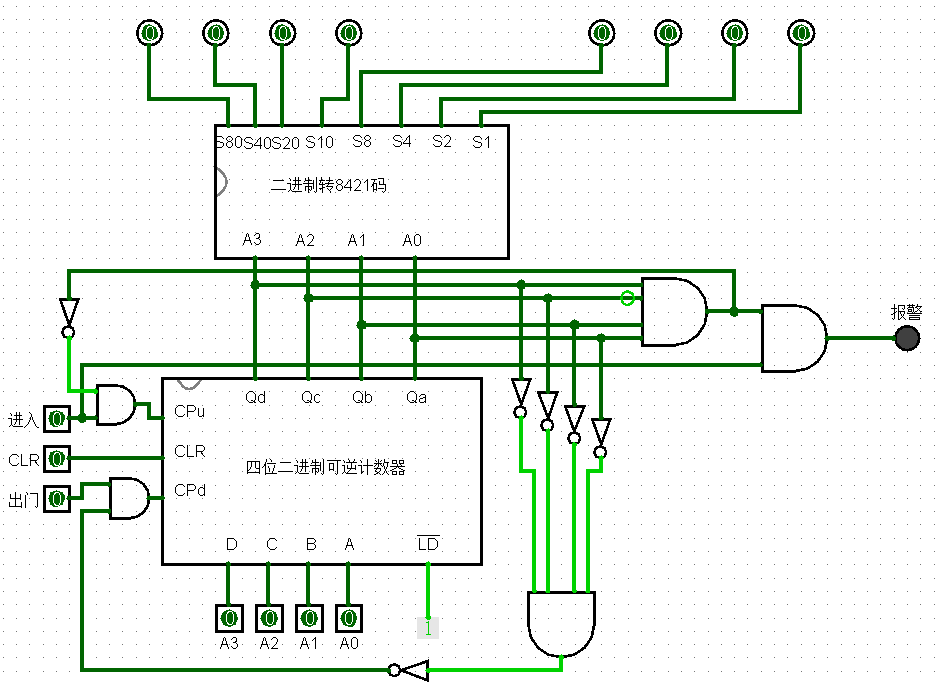 0 0 0 0 0 0 0 0
S80 S40 S20 S10 S8 S4 S2 S1
二进制转8421码
A3 A2 A1 A0
报警
Qd Qc Qb Qa
进入 0 CPu
CLR 0 CLR
四位二进制可逆计数器
出门 0 CPd
D C B A LD
0 0 0 0 1
A3 A2 A1 A0